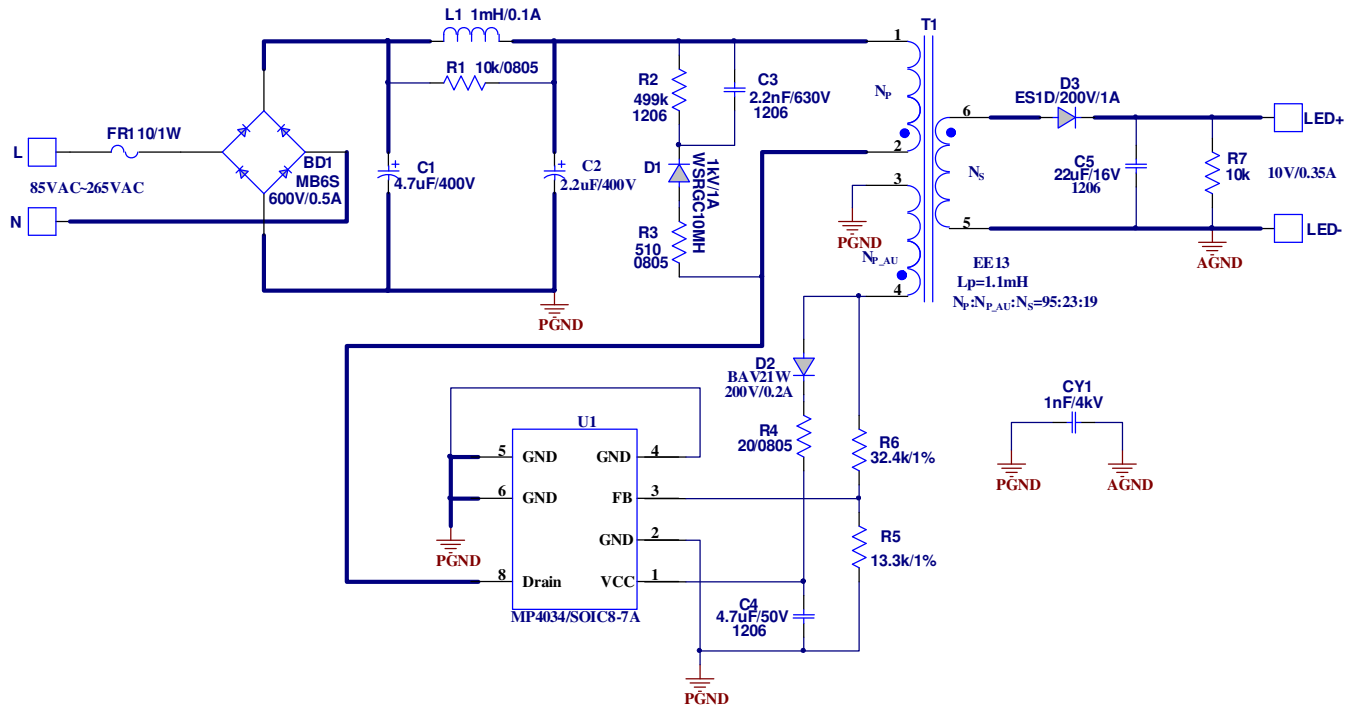 L1 1mH/0.1A
T1
1
R1 10k/0805
R2
499k
1206
C3
2.2nF/630V
1206
NP
D3
ES1D/200V/1A
6
LED+
FR1 10/1W
L
BD1
MB6S
600V/0.5A
85VAC~265VAC
N
C1
4.7uF/400V
C2
2.2uF/400V
D1
1kV/1A
WSRGC10MH
2
3
NS
C5
22uF/16V
1206
R7
10k
10V/0.35A
R3
510
0805
PGND
NP_AU
5
LED-
AGND
4
EE13
Lp=1.1mH
NP:NP_AU:NS=95:23:19
PGND
D2
BAV21W
200V/0.2A
CY1
1nF/4kV
PGND
AGND
U1
R4
20/0805
R6
32.4k/1%
5
GND
GND
4
6
GND
FB
3
PGND
GND
2
R5
13.3k/1%
8
Drain
VCC
1
MP4034/SOIC8-7A
C4
4.7uF/50V
1206
PGND